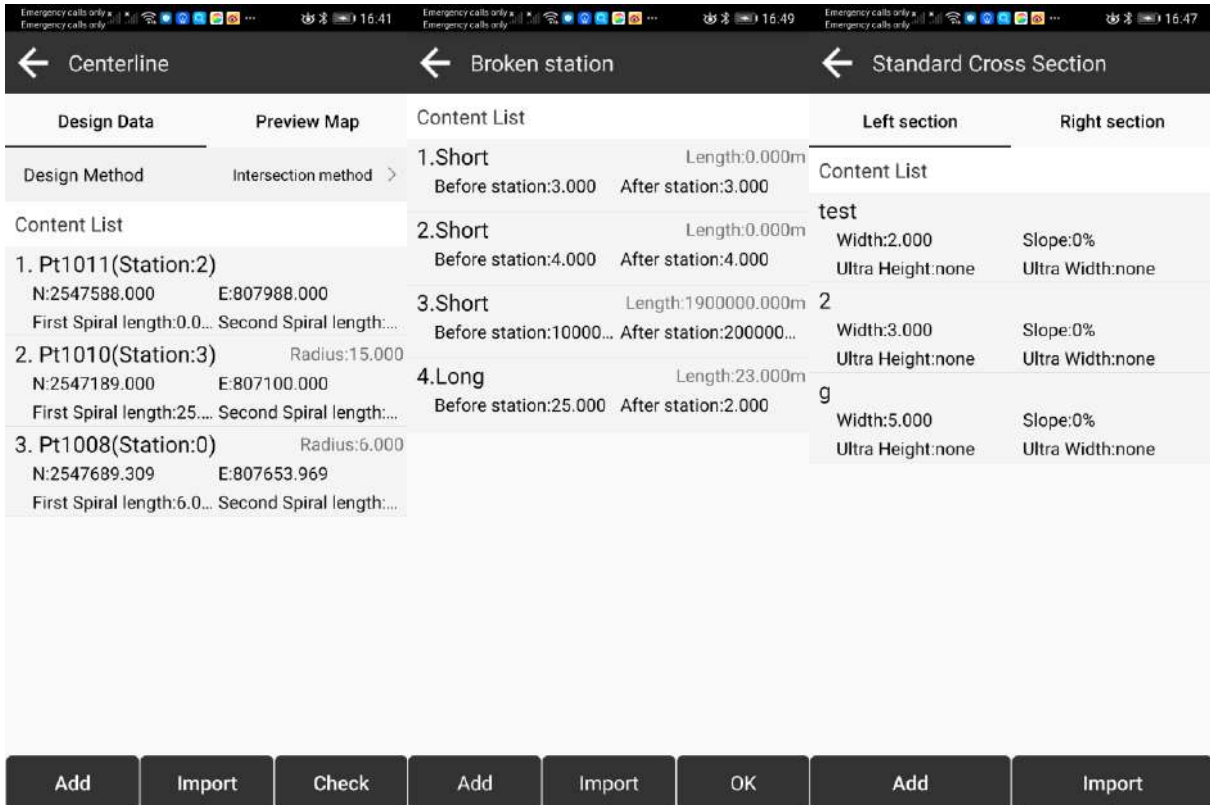 Emergency calls only
Emergency calls only
16.41
Centerline
Design Data
Preview Map
Design Method
Intersection method >
Content List
1. Pt1011(Station:2)
N:2547588.000 E:807988.000
First Spiral length:0.0... Second Spiral length:...
2. Pt1010(Station:3) Radius:15.000
N:2547189.000 E:807100.000
First Spiral length:25.... Second Spiral length:...
3. Pt1008(Station:0) Radius:6.000
N:2547689.309 E:807653.969
First Spiral length:6.0... Second Spiral length:...
Add
Import
Check
Emergency calls only
Emergency calls only
16.49
Broken station
Content List
1.Short Length:0.000m
Before station:3.000 After station:3.000
2.Short Length:0.000m
Before station:4.000 After station:4.000
3.Short Length:1900000.000m
Before station:10000... After station:200000...
4.Long Length:23.000m
Before station:25.000 After station:2.000
Add
Import
OK
Emergency calls only
Emergency calls only
16.47
Standard Cross Section
Left section
Right section
Content List
test
Width:2.000 Slope:0%
Ultra Height:none Ultra Width:none
2
Width:3.000 Slope:0%
Ultra Height:none Ultra Width:none
g
Width:5.000 Slope:0%
Ultra Height:none Ultra Width:none
Add
Import